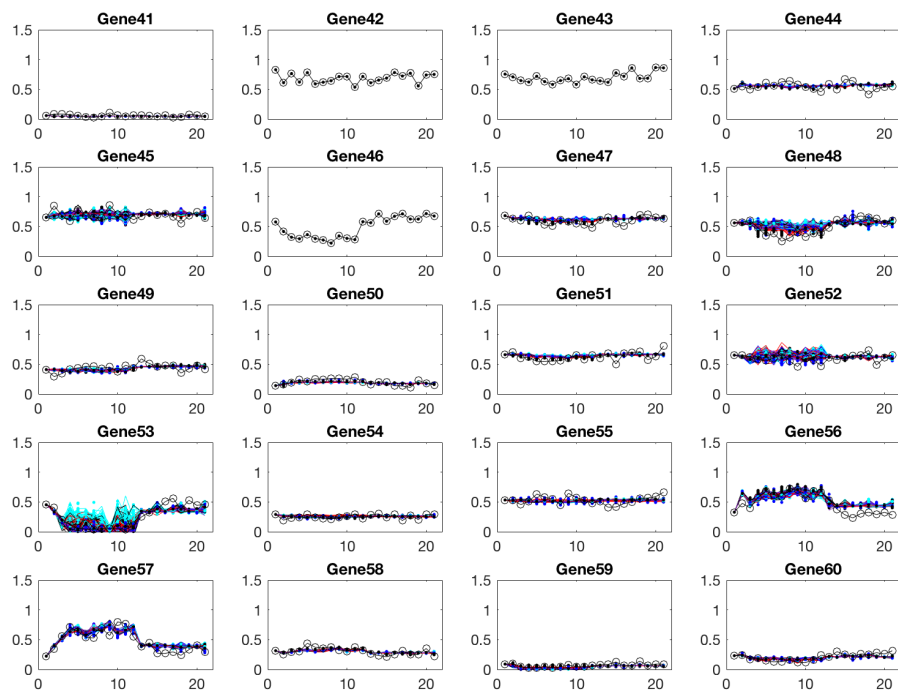 Gene41 Gene42 Gene43 Gene44
1.5 1.5 1.5 1.5
1 1 1 1
0.5 0.5 0.5 0.5
0 0 0 0
0 10 20 0 10 20 0 10 20 0 10 20
Gene45 Gene46 Gene47 Gene48
1.5 1.5 1.5 1.5
1 1 1 1
0.5 0.5 0.5 0.5
0 0 0 0
0 10 20 0 10 20 0 10 20 0 10 20
Gene49 Gene50 Gene51 Gene52
1.5 1.5 1.5 1.5
1 1 1 1
0.5 0.5 0.5 0.5
0 0 0 0
0 10 20 0 10 20 0 10 20 0 10 20
Gene53 Gene54 Gene55 Gene56
1.5 1.5 1.5 1.5
1 1 1 1
0.5 0.5 0.5 0.5
0 0 0 0
0 10 20 0 10 20 0 10 20 0 10 20
Gene57 Gene58 Gene59 Gene60
1.5 1.5 1.5 1.5
1 1 1 1
0.5 0.5 0.5 0.5
0 0 0 0
0 10 20 0 10 20 0 10 20 0 10 20